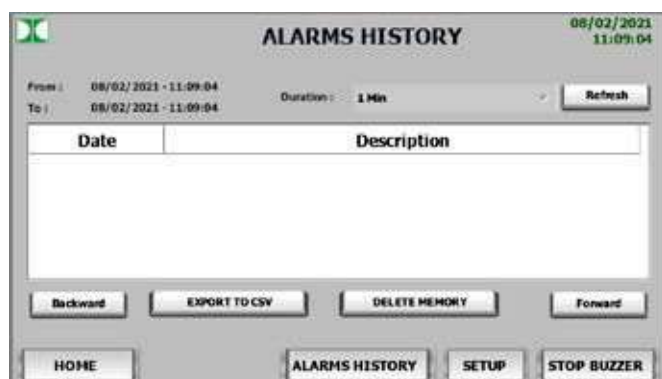 ALARMS HISTORY
08/02/2021
11:09:04
From : 08/02/2021 - 11:09:04
To : 08/02/2021 - 11:09:04
Duration : 1 Min
Refresh
Date Description
Backward EXPORT TO CSV DELETE MEMORY Forward
HOME ALARMS HISTORY SETUP STOP BUZZER